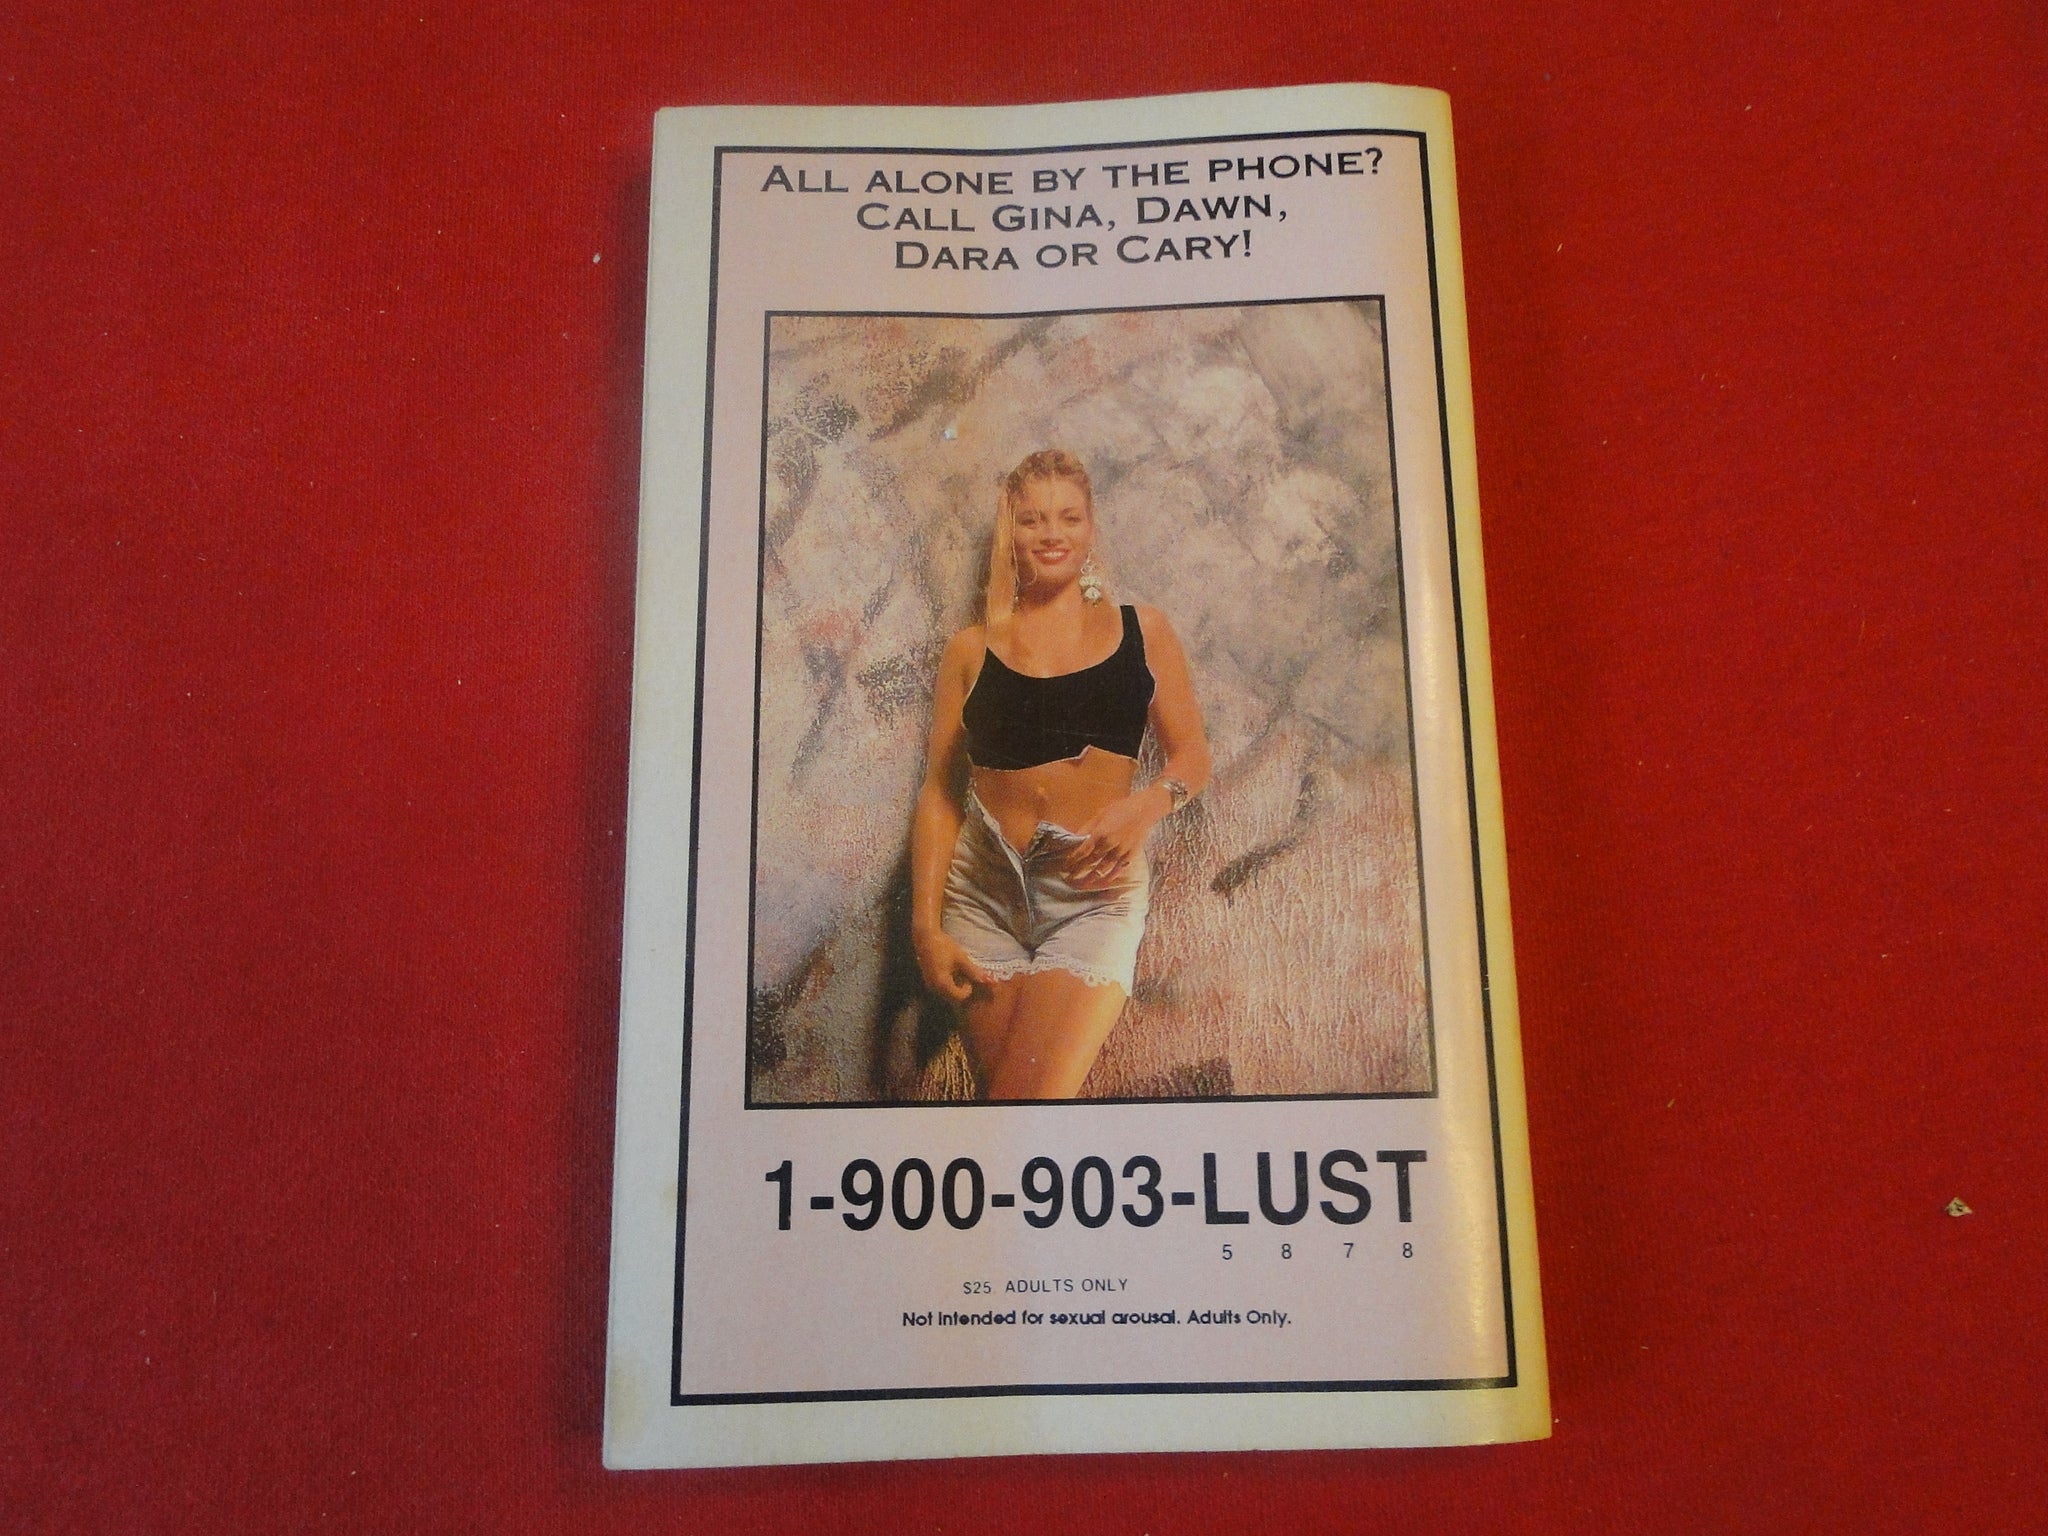 ALL ALONE BY THE PHONE?
CALL GINA, DAWN,
DARA OR CARY!
1-900-903-LUST
5 8 7 8
$25 ADULTS ONLY
Not intended for sexual arousal. Adults Only.